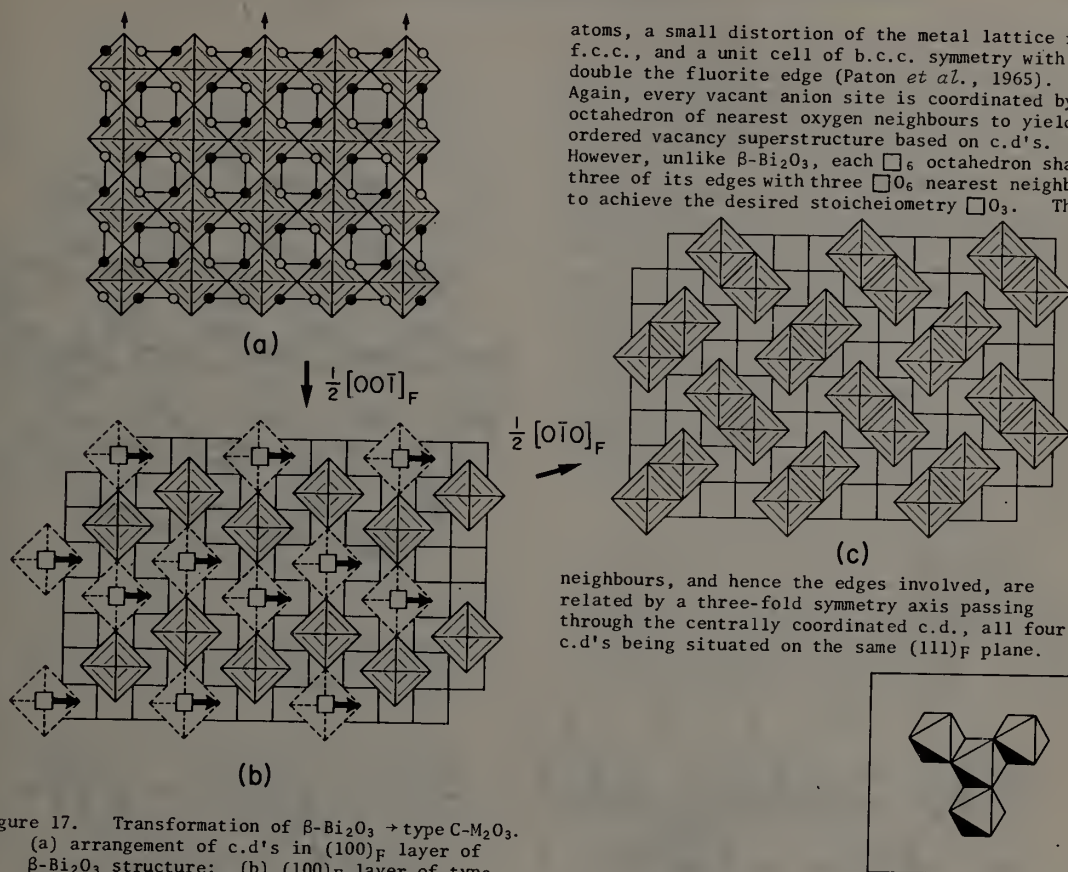 atoms, a small distortion of the metal lattice
f.c.c., and a unit cell of b.c.c. symmetry with
double the fluorite edge (Paton et al., 1965).
Again, every vacant anion site is coordinated by
octahedron of nearest oxygen neighbours to yield
ordered vacancy superstructure based on c.d's.
However, unlike β-Bi₂O₃, each □₆ octahedron sha
three of its edges with three □O₆ nearest neighb
to achieve the desired stoicheiometry □O₃. Th
(a)
½ [001̄]F
(b)
½ [01̄0]F
(c)
neighbours, and hence the edges involved, are
related by a three-fold symmetry axis passing
through the centrally coordinated c.d., all four
c.d's being situated on the same (111)F plane.
gure 17. Transformation of β-Bi₂O₃ → type C-M₂O₃.
(a) arrangement of c.d's in (100)F layer of
β-Bi₂O₃ structure: (b) (100)F layer of type